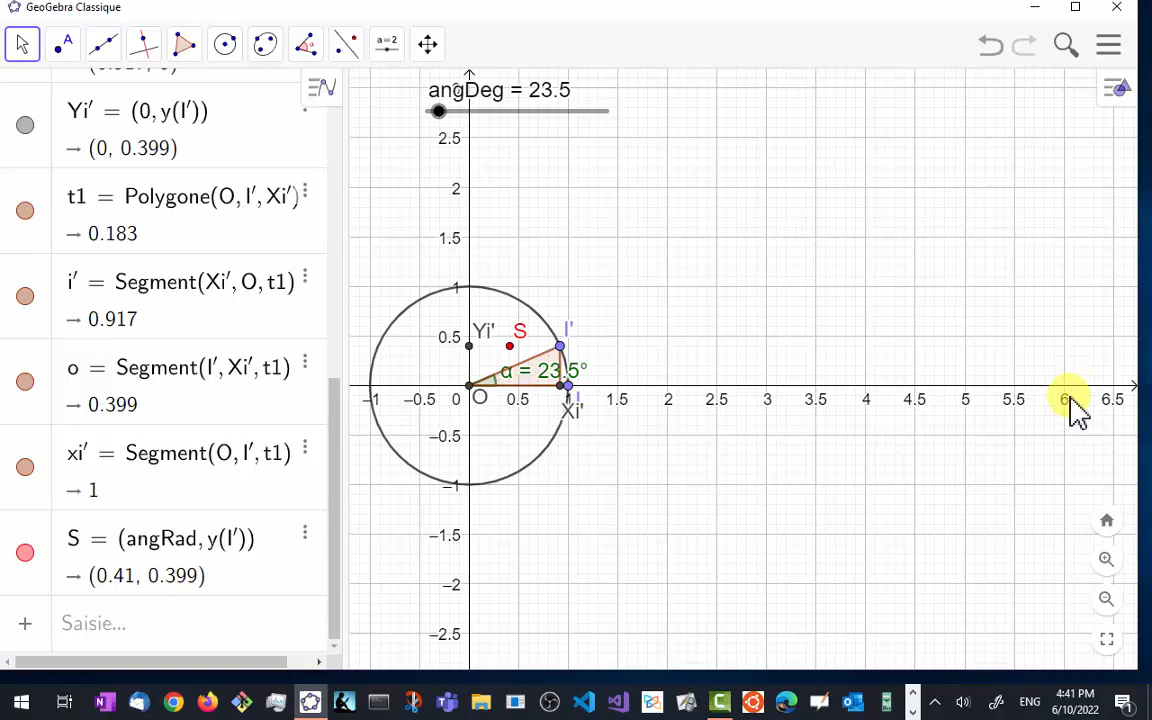 GeoGebra Classique
A
α
a=2
Yi′ = (0, y(I′))
→ (0, 0.399)
t1 = Polygone(O, I′, Xi′)
→ 0.183
i′ = Segment(Xi′, O, t1)
→ 0.917
o = Segment(I′, Xi′, t1)
→ 0.399
xi′ = Segment(O, I′, t1)
→ 1
S = (angRad, y(I′))
→ (0.41, 0.399)
+ Saisie...
angDeg = 23.5
2.5
2
1.5
1
0.5
Yi'
S
I'
α = 23.5°
−1
−0.5
0
O
0.5
I
1.5
2
2.5
3
3.5
4
4.5
5
5.5
6
6.5
Xi'
−0.5
−1
−1.5
−2
−2.5
ENG
4:41 PM
6/10/2022
1